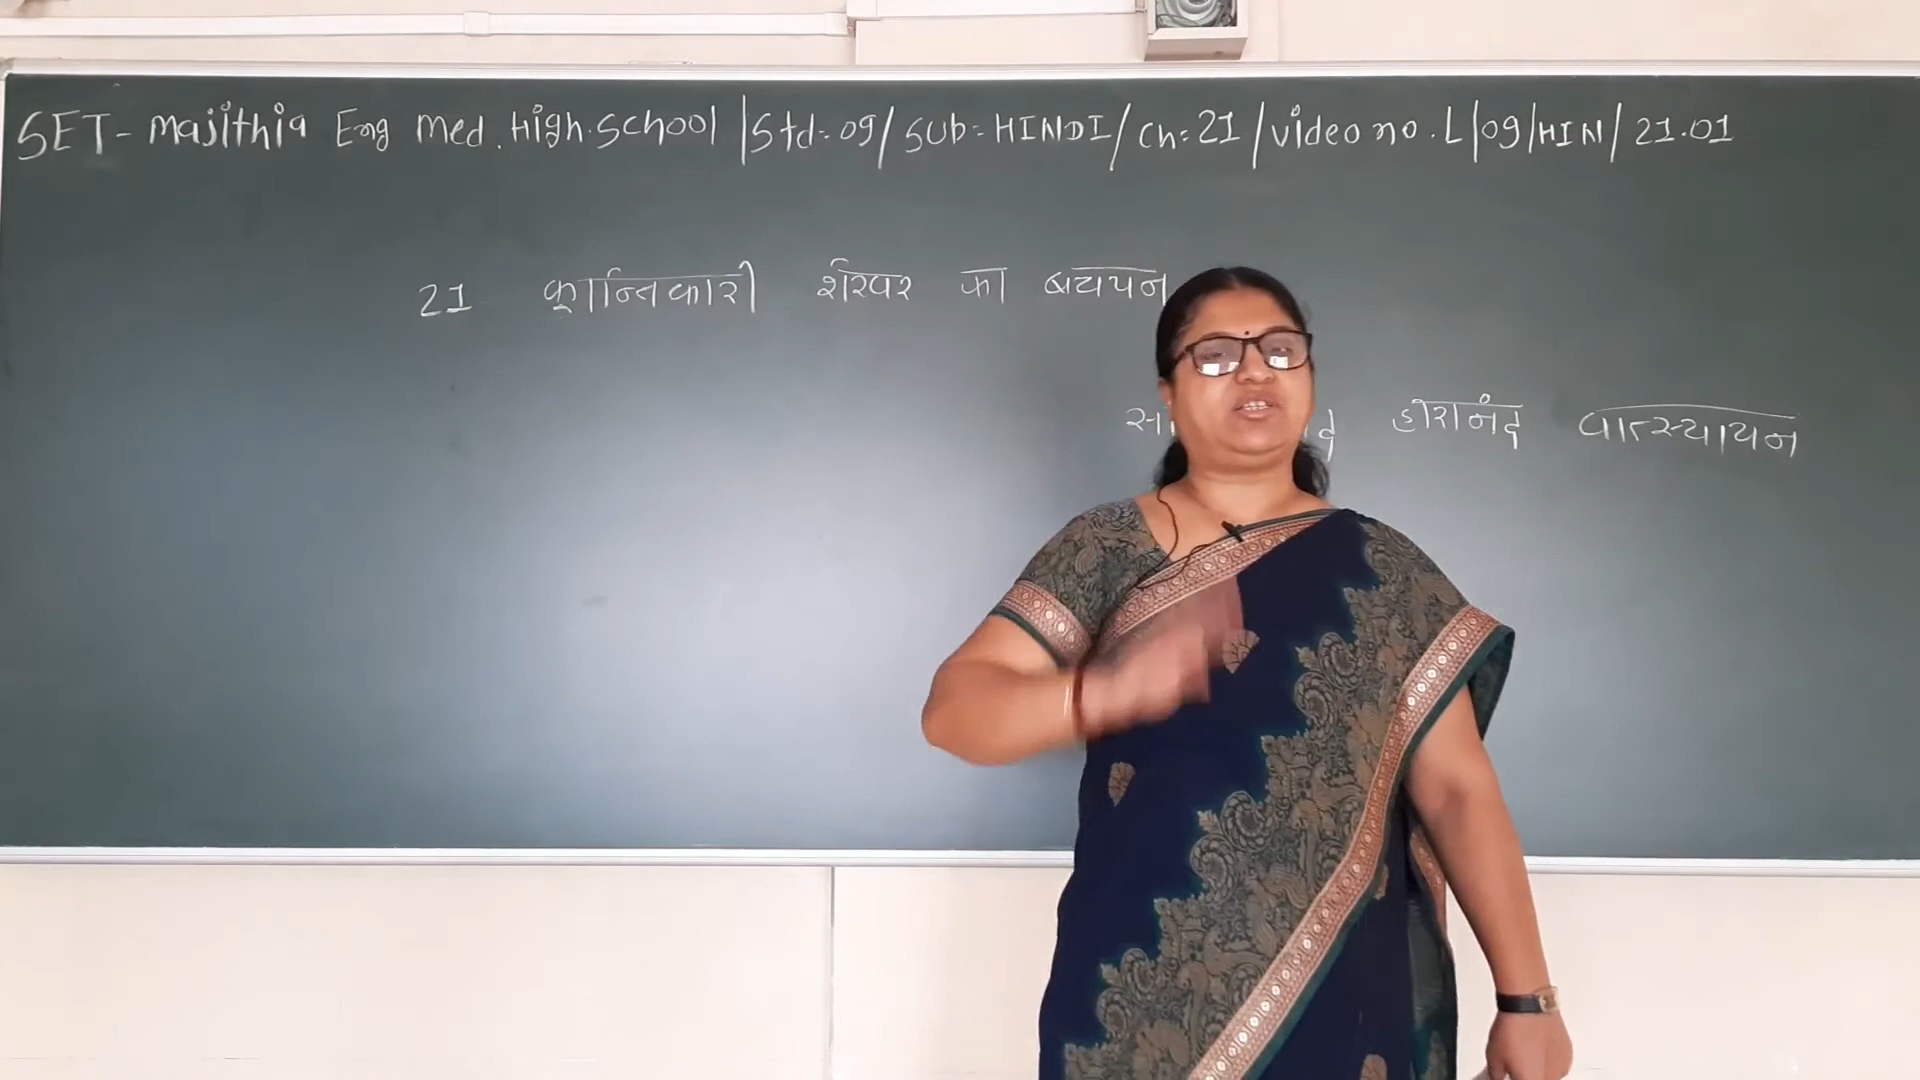 SET - Majithia Eng med. High. School | Std:- 09 / Sub:- HINDI / Ch:- 21 / Video no. L|09|HIN| 21.01
21 क्रान्तिकारी शेखर का बचपन
हीरानंद वात्स्यायन